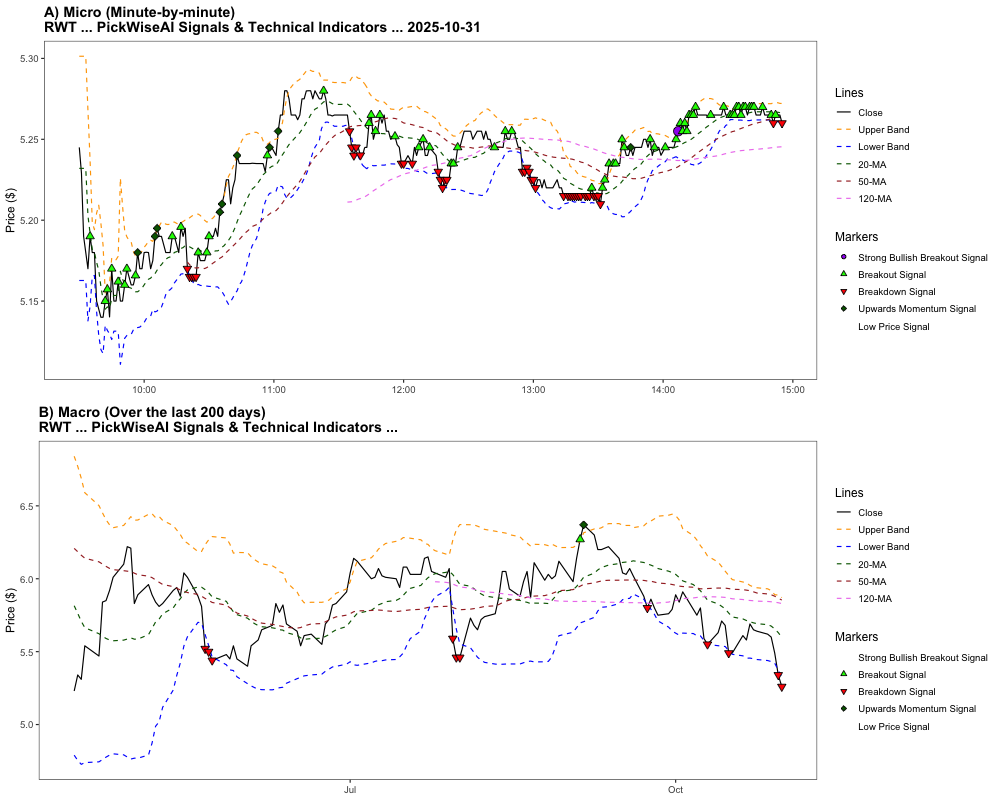 A) Micro (Minute-by-minute)
RWT ... PickWiseAI Signals & Technical Indicators ... 2025-10-31
Price ($)
5.30
5.25
5.20
5.15
10:00
11:00
12:00
13:00
14:00
15:00
Lines
Close
Upper Band
Lower Band
20-MA
50-MA
120-MA
Markers
Strong Bullish Breakout Signal
Breakout Signal
Breakdown Signal
Upwards Momentum Signal
Low Price Signal
B) Macro (Over the last 200 days)
RWT ... PickWiseAI Signals & Technical Indicators ...
Price ($)
6.5
6.0
5.5
5.0
Jul
Oct
Lines
Close
Upper Band
Lower Band
20-MA
50-MA
120-MA
Markers
Strong Bullish Breakout Signal
Breakout Signal
Breakdown Signal
Upwards Momentum Signal
Low Price Signal